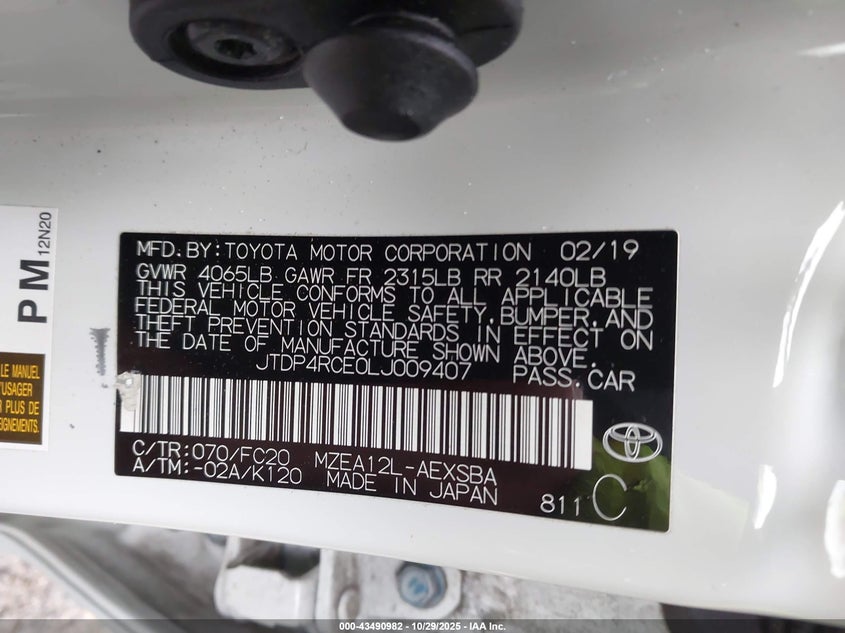 MFD.BY:TOYOTA MOTOR CORPORATION 02/19
GVWR 4065LB GAWR FR 2315LB RR 2140LB
THIS VEHICLE CONFORMS TO ALL APPLICABLE
FEDERAL MOTOR VEHICLE SAFETY,BUMPER,AND
THEFT PREVENTION STANDARDS IN EFFECT ON
THE DATE OF MANUFACTURE SHOWN ABOVE.
JTDP4RCE0LJ009407 PASS.CAR
C/TR:070/FC20 MZEA12L-AEXSBA
A/TM:-02A/K120 MADE IN JAPAN
811 C
PM 12N20
LE MANUEL
'USAGER
R PLUS DE
EIGNEMENTS.
000-43490982 - 10/29/2025 - © IAA Inc.